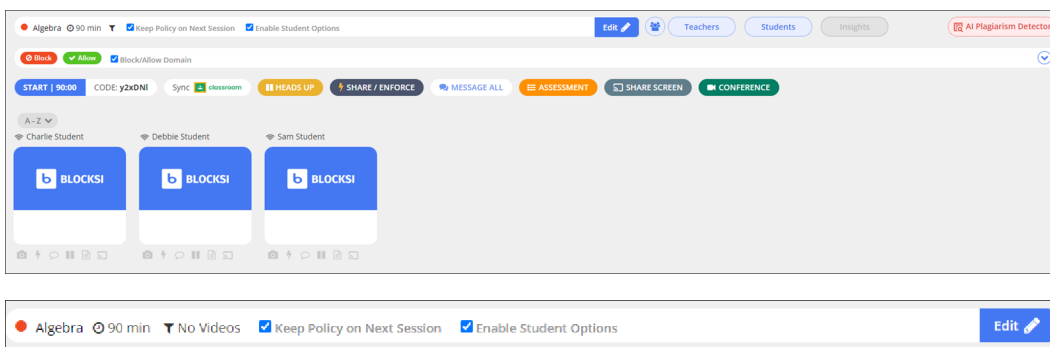 Algebra 90 min Keep Policy on Next Session Enable Student Options Edit Teachers Students Insights AI Plagiarism Detector
Block Allow Block/Allow Domain
START | 90:00 CODE: y2xDNl Sync classroom HEADS UP SHARE / ENFORCE MESSAGE ALL ASSESSMENT SHARE SCREEN CONFERENCE
A-Z
Charlie Student Debbie Student Sam Student
b BLOCKSI b BLOCKSI b BLOCKSI
Algebra 90 min No Videos Keep Policy on Next Session Enable Student Options Edit